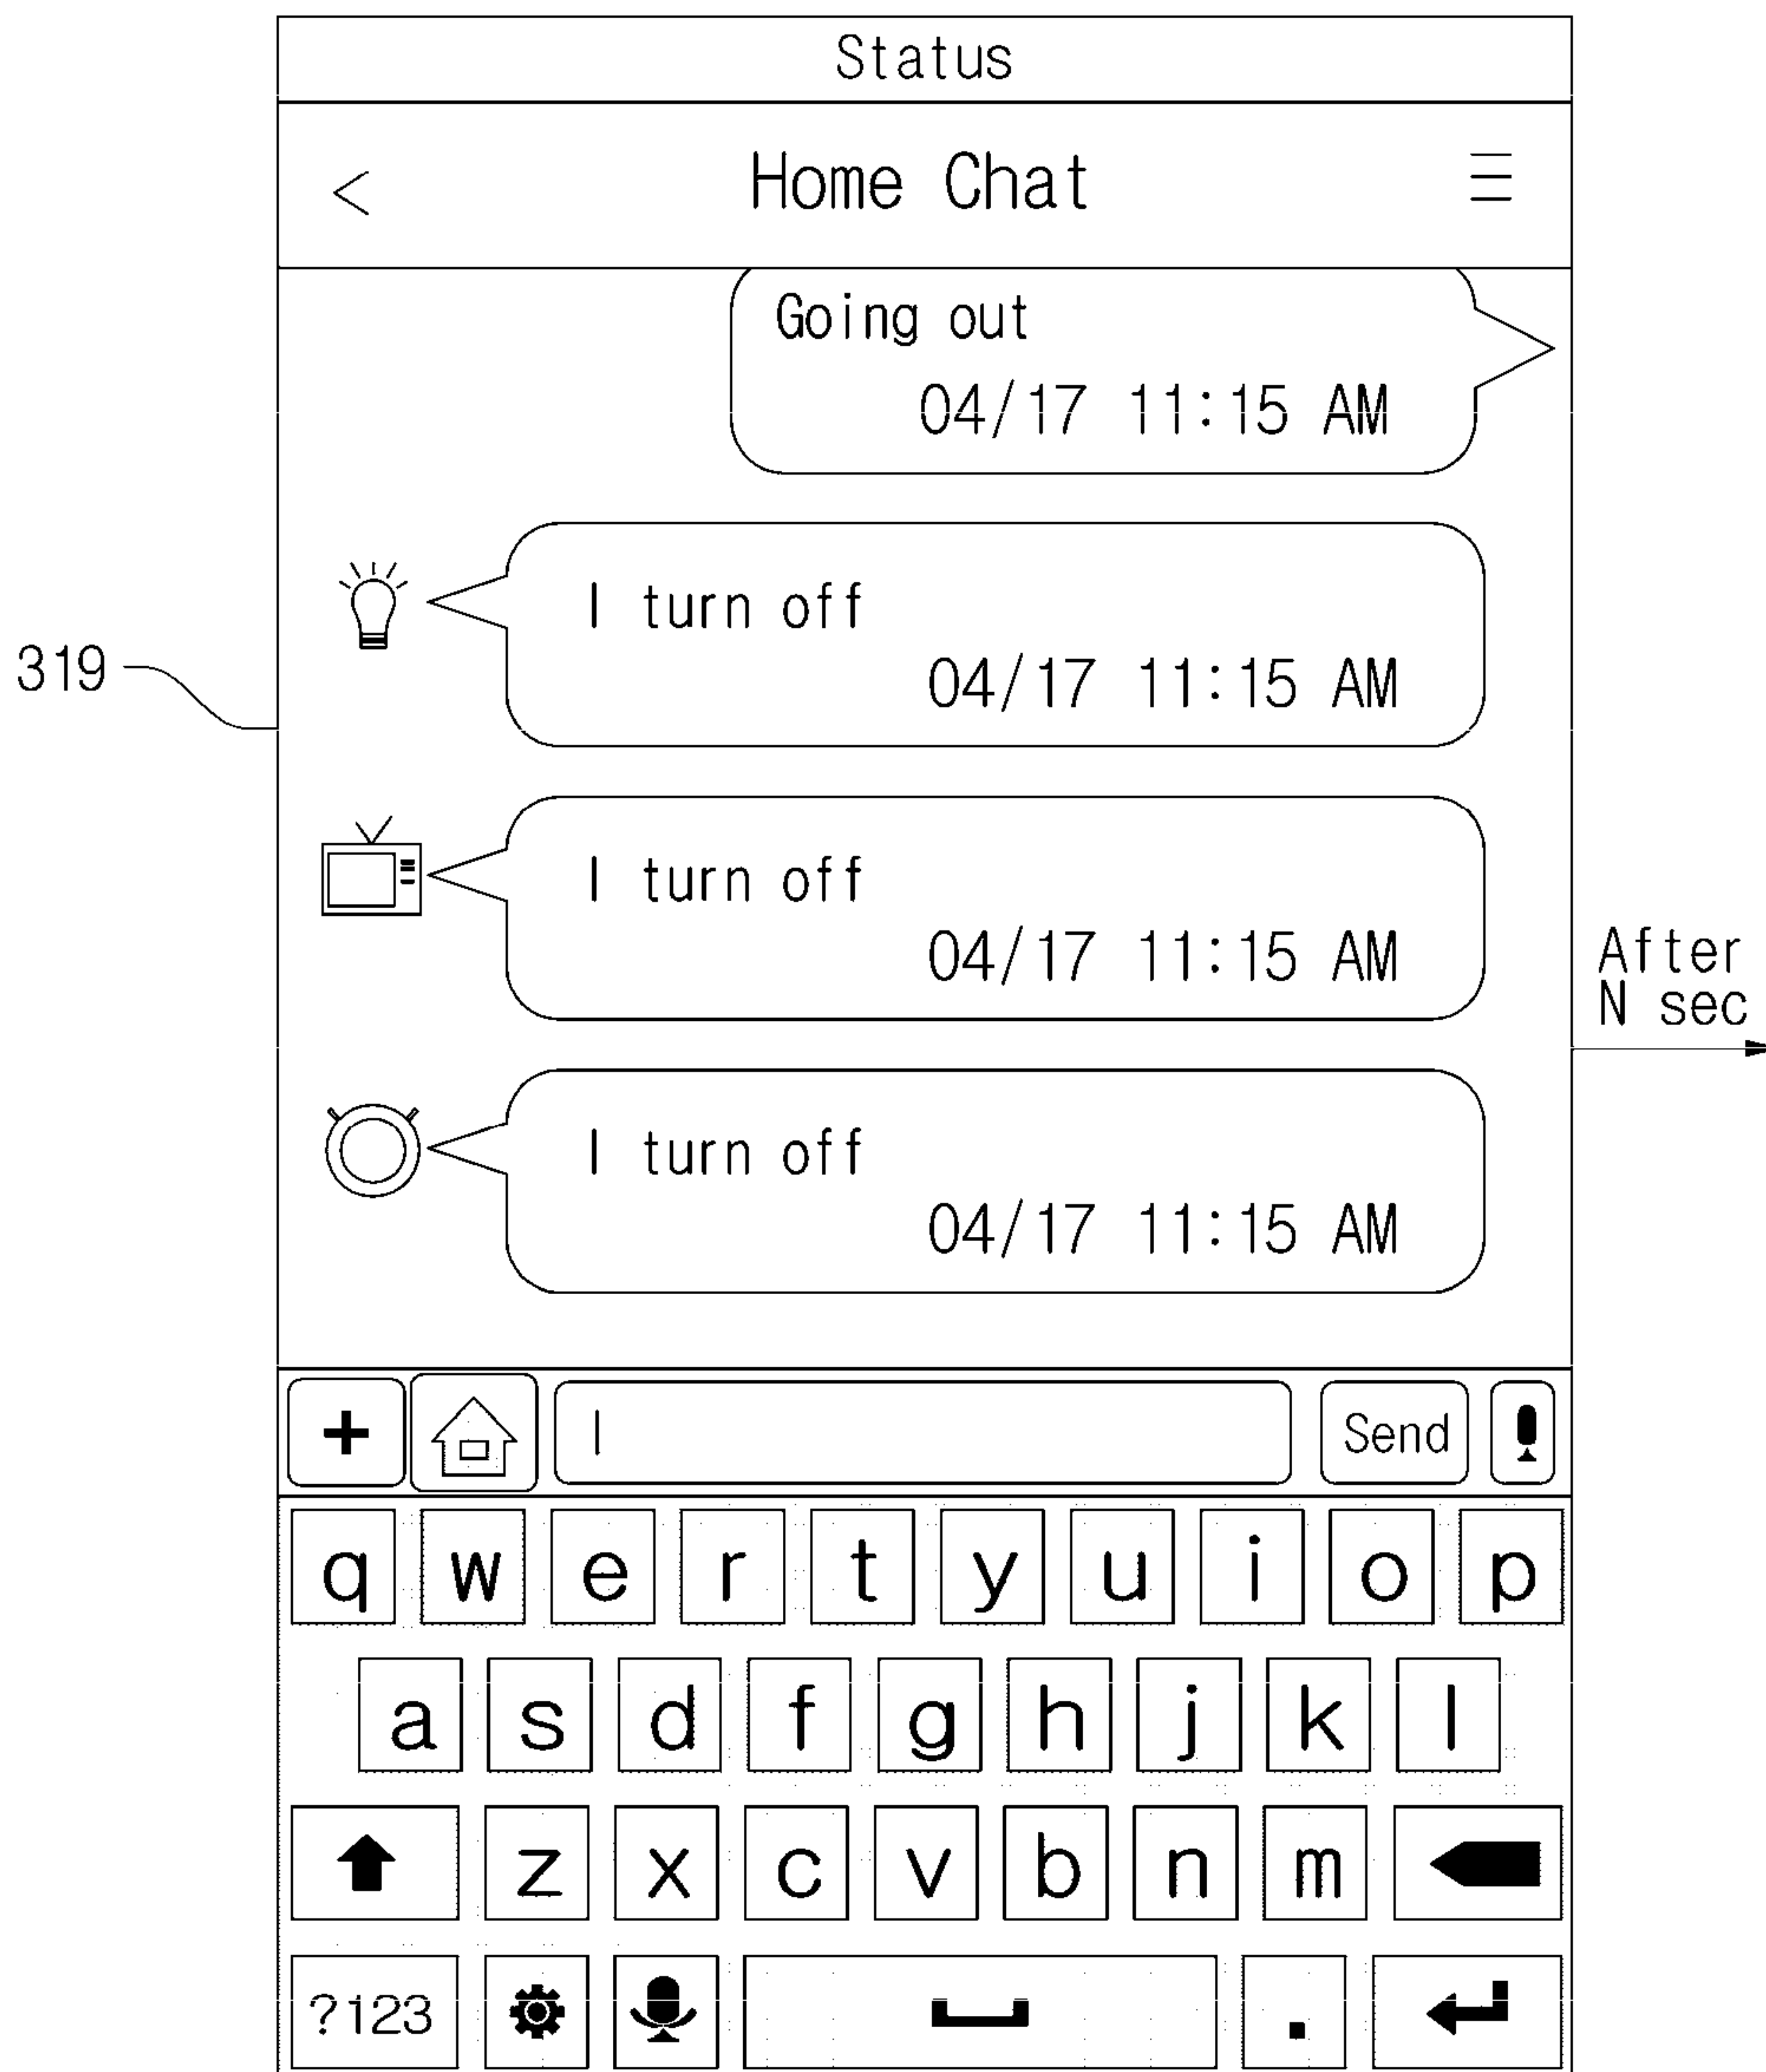 Status
< Home Chat
Going out
04/17 11:15 AM
I turn off
04/17 11:15 AM
319
I turn off
04/17 11:15 AM
After
N sec
I turn off
04/17 11:15 AM
+ Send
q w e r t y u i o p
a s d f g h j k l
z x c v b n m
?123 .